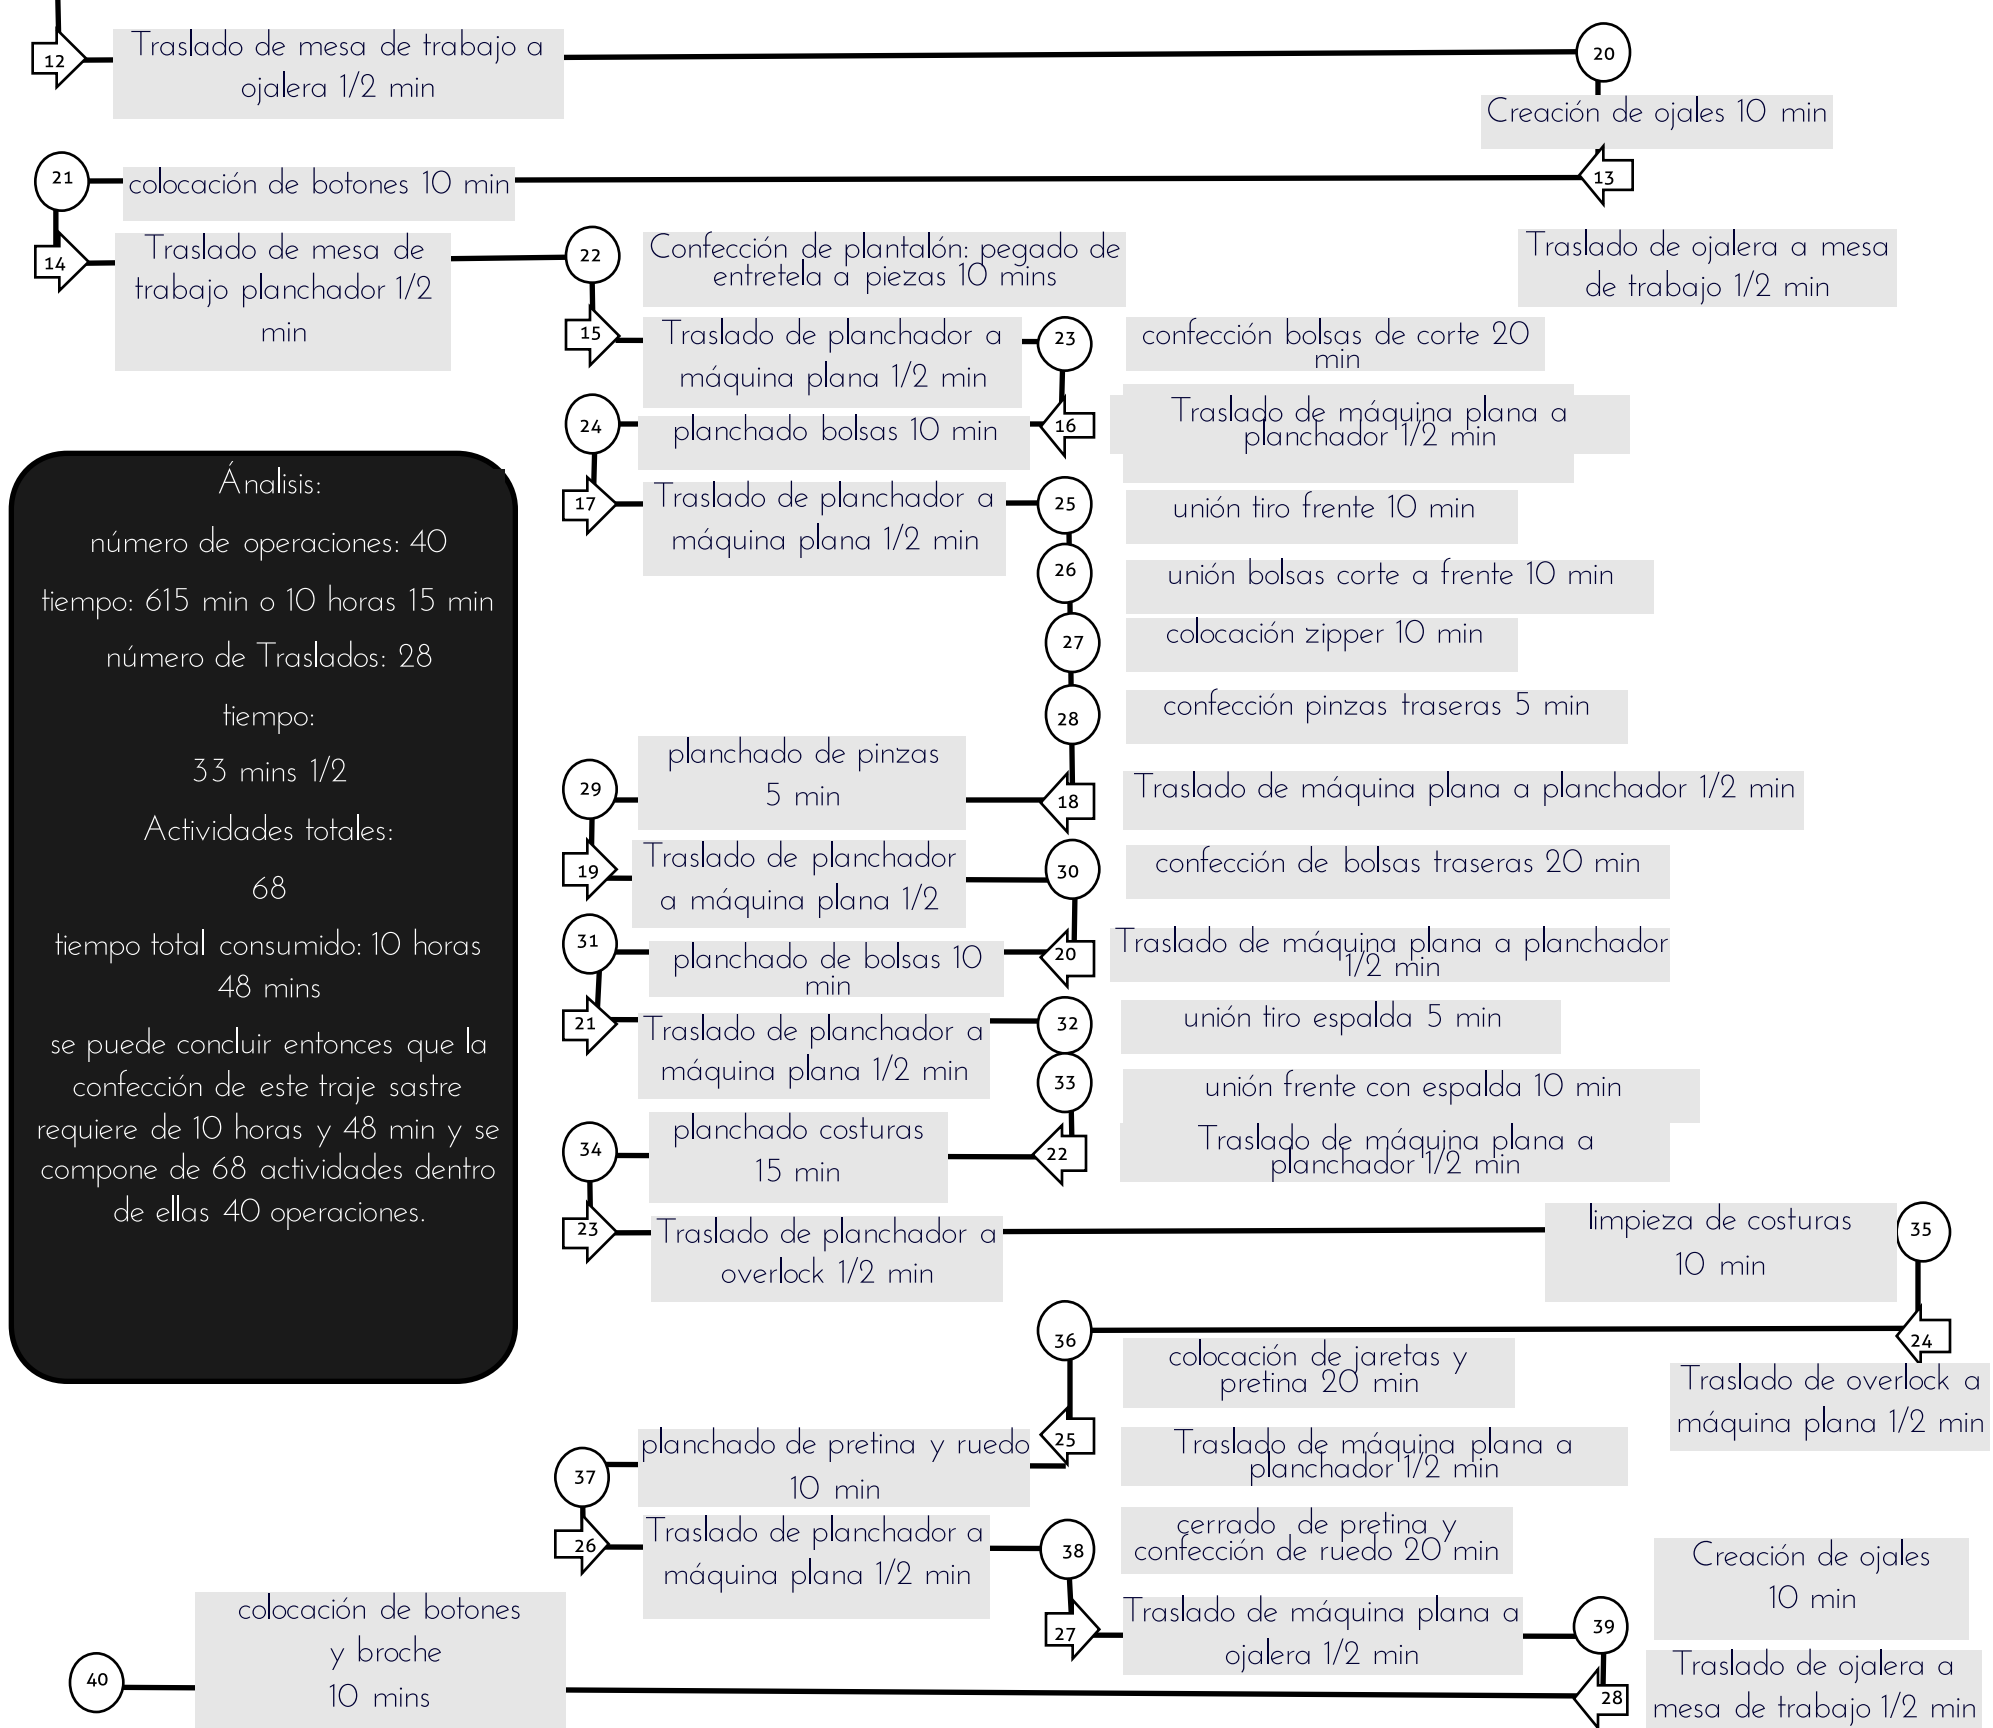 12
Traslado de mesa de trabajo a
ojalera 1/2 min
20
Creación de ojales 10 min
21
colocación de botones 10 min
13
Traslado de ojalera a mesa
de trabajo 1/2 min
14
Traslado de mesa de
trabajo planchador 1/2
min
22
Confección de plantalón: pegado de
entretela a piezas 10 mins
15
Traslado de planchador a
máquina plana 1/2 min
23
confección bolsas de corte 20
min
24
planchado bolsas 10 min
16
Traslado de máquina plana a
planchador 1/2 min
17
Traslado de planchador a
máquina plana 1/2 min
25
unión tiro frente 10 min
26
unión bolsas corte a frente 10 min
27
colocación zipper 10 min
28
confección pinzas traseras 5 min
29
planchado de pinzas
5 min
18
Traslado de máquina plana a planchador 1/2 min
19
Traslado de planchador
a máquina plana 1/2
30
confección de bolsas traseras 20 min
31
planchado de bolsas 10
min
20
Traslado de máquina plana a planchador
1/2 min
21
Traslado de planchador a
máquina plana 1/2 min
32
unión tiro espalda 5 min
33
unión frente con espalda 10 min
34
planchado costuras
15 min
22
Traslado de máquina plana a
planchador 1/2 min
23
Traslado de planchador a
overlock 1/2 min
limpieza de costuras
10 min
35
36
colocación de jaretas y
pretina 20 min
24
Traslado de overlock a
máquina plana 1/2 min
37
planchado de pretina y ruedo
10 min
25
Traslado de máquina plana a
planchador 1/2 min
26
Traslado de planchador a
máquina plana 1/2 min
38
cerrado de pretina y
confección de ruedo 20 min
27
Traslado de máquina plana a
ojalera 1/2 min
39
Creación de ojales
10 min
40
colocación de botones
y broche
10 mins
28
Traslado de ojalera a
mesa de trabajo 1/2 min
Ánalisis:
número de operaciones: 40
tiempo: 615 min o 10 horas 15 min
número de Traslados: 28
tiempo:
33 mins 1/2
Actividades totales:
68
tiempo total consumido: 10 horas
48 mins
se puede concluir entonces que la
confección de este traje sastre
requiere de 10 horas y 48 min y se
compone de 68 actividades dentro
de ellas 40 operaciones.